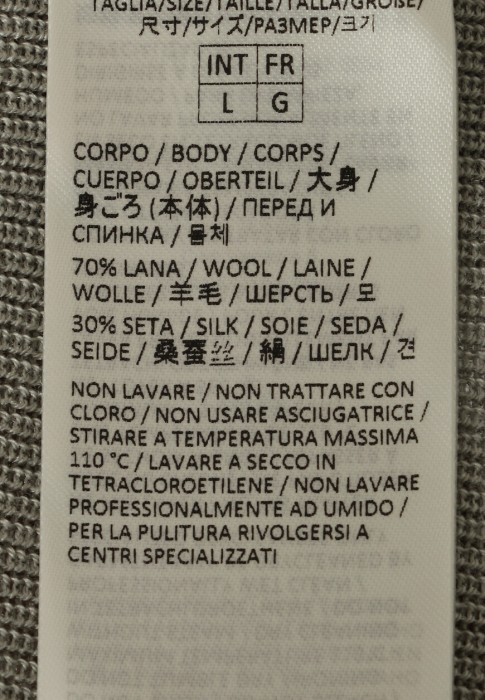 TAGLIA/SIZE/TAILLE/TALLA/GRÖßE/
尺寸/サイズ/РАЗМЕР/크기
INT FR
L G
CORPO / BODY / CORPS /
CUERPO / OBERTEIL / 大身 /
身ごろ (本体) / ПЕРЕД И
СПИНКА / 몸체
70% LANA / WOOL / LAINE /
WOLLE / 羊毛 / ШЕРСТЬ / 모
30% SETA / SILK / SOIE / SEDA /
SEIDE / 桑蚕丝 / 絹 / ШЕЛК / 견
NON LAVARE / NON TRATTARE CON
CLORO / NON USARE ASCIUGATRICE /
STIRARE A TEMPERATURA MASSIMA
110 °C / LAVARE A SECCO IN
TETRACLOROETILENE / NON LAVARE
PROFESSIONALMENTE AD UMIDO /
PER LA PULITURA RIVOLGERSI A
CENTRI SPECIALIZZATI